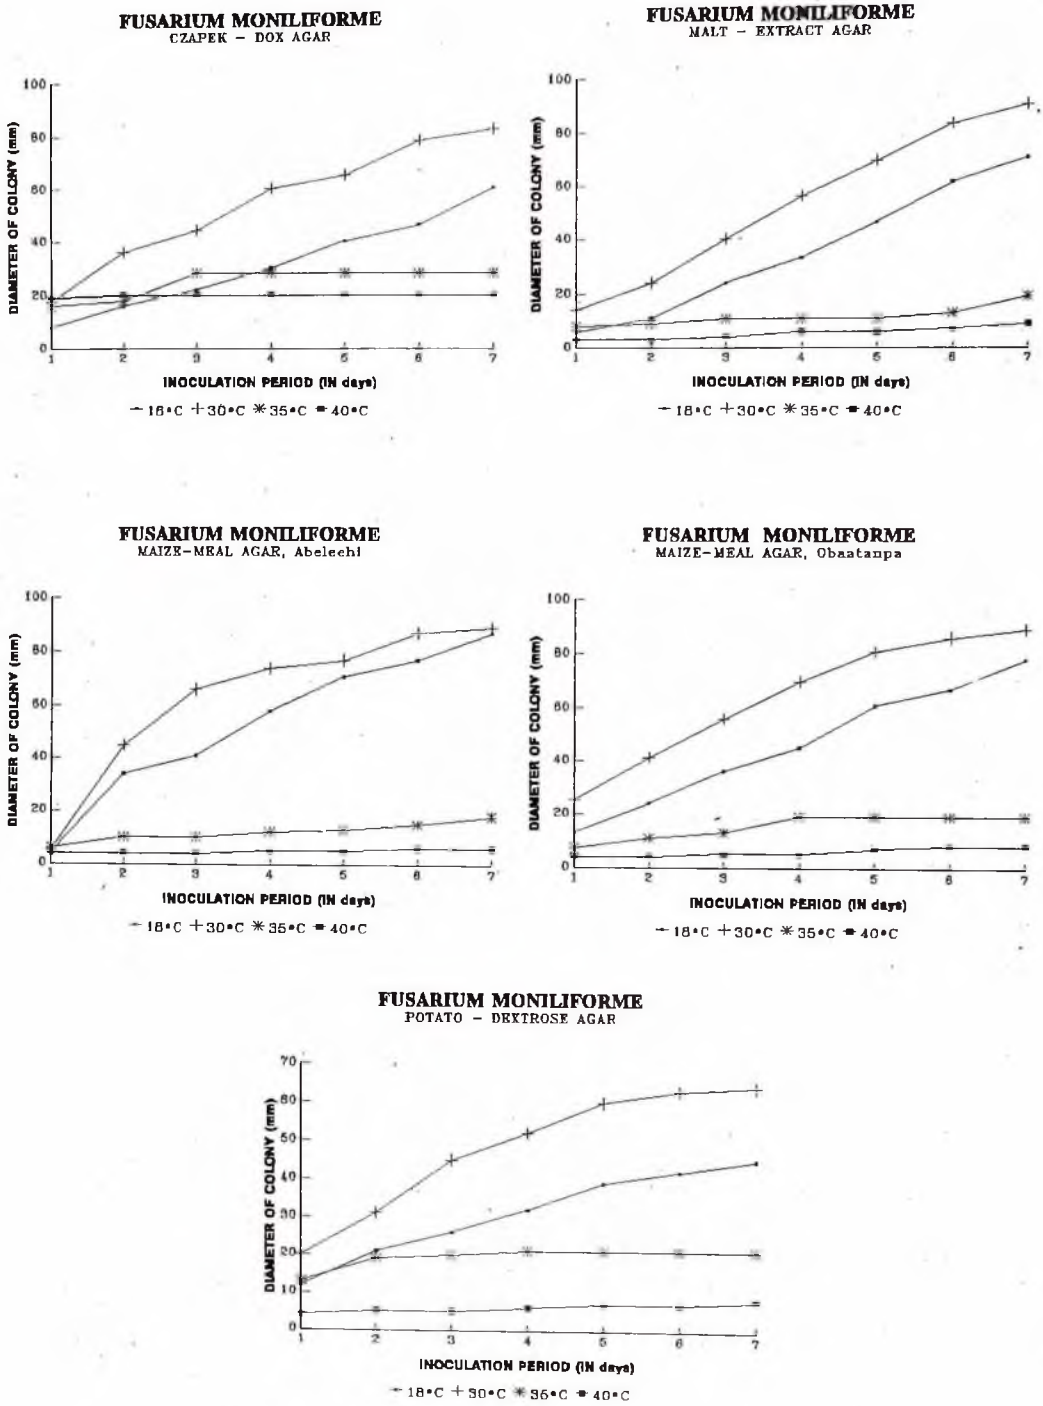 FUSARIUM MONILIFORME
CZAPEK - DOX AGAR
100
80
60
40
20
0
DIAMETER OF COLONY (mm)
1 2 3 4 5 6 7
INOCULATION PERIOD (IN days)
18°C 30°C 35°C 40°C
FUSARIUM MONILIFORME
MALT - EXTRACT AGAR
100
80
60
40
20
0
DIAMETER OF COLONY (mm)
1 2 3 4 5 6 7
INOCULATION PERIOD (IN days)
18°C 30°C 35°C 40°C
FUSARIUM MONILIFORME
MAIZE-MEAL AGAR, Abeleehi
100
80
60
40
20
0
DIAMETER OF COLONY (mm)
1 2 3 4 5 6 7
INOCULATION PERIOD (IN days)
18°C 30°C 35°C 40°C
FUSARIUM MONILIFORME
MAIZE-MEAL AGAR, Obaatanpa
100
80
60
40
20
0
DIAMETER OF COLONY (mm)
1 2 3 4 5 6 7
INOCULATION PERIOD (IN days)
18°C 30°C 35°C 40°C
FUSARIUM MONILIFORME
POTATO - DEXTROSE AGAR
70
60
50
40
30
20
10
0
DIAMETER OF COLONY (mm)
1 2 3 4 5 6 7
INOCULATION PERIOD (IN days)
18°C 30°C 35°C 40°C